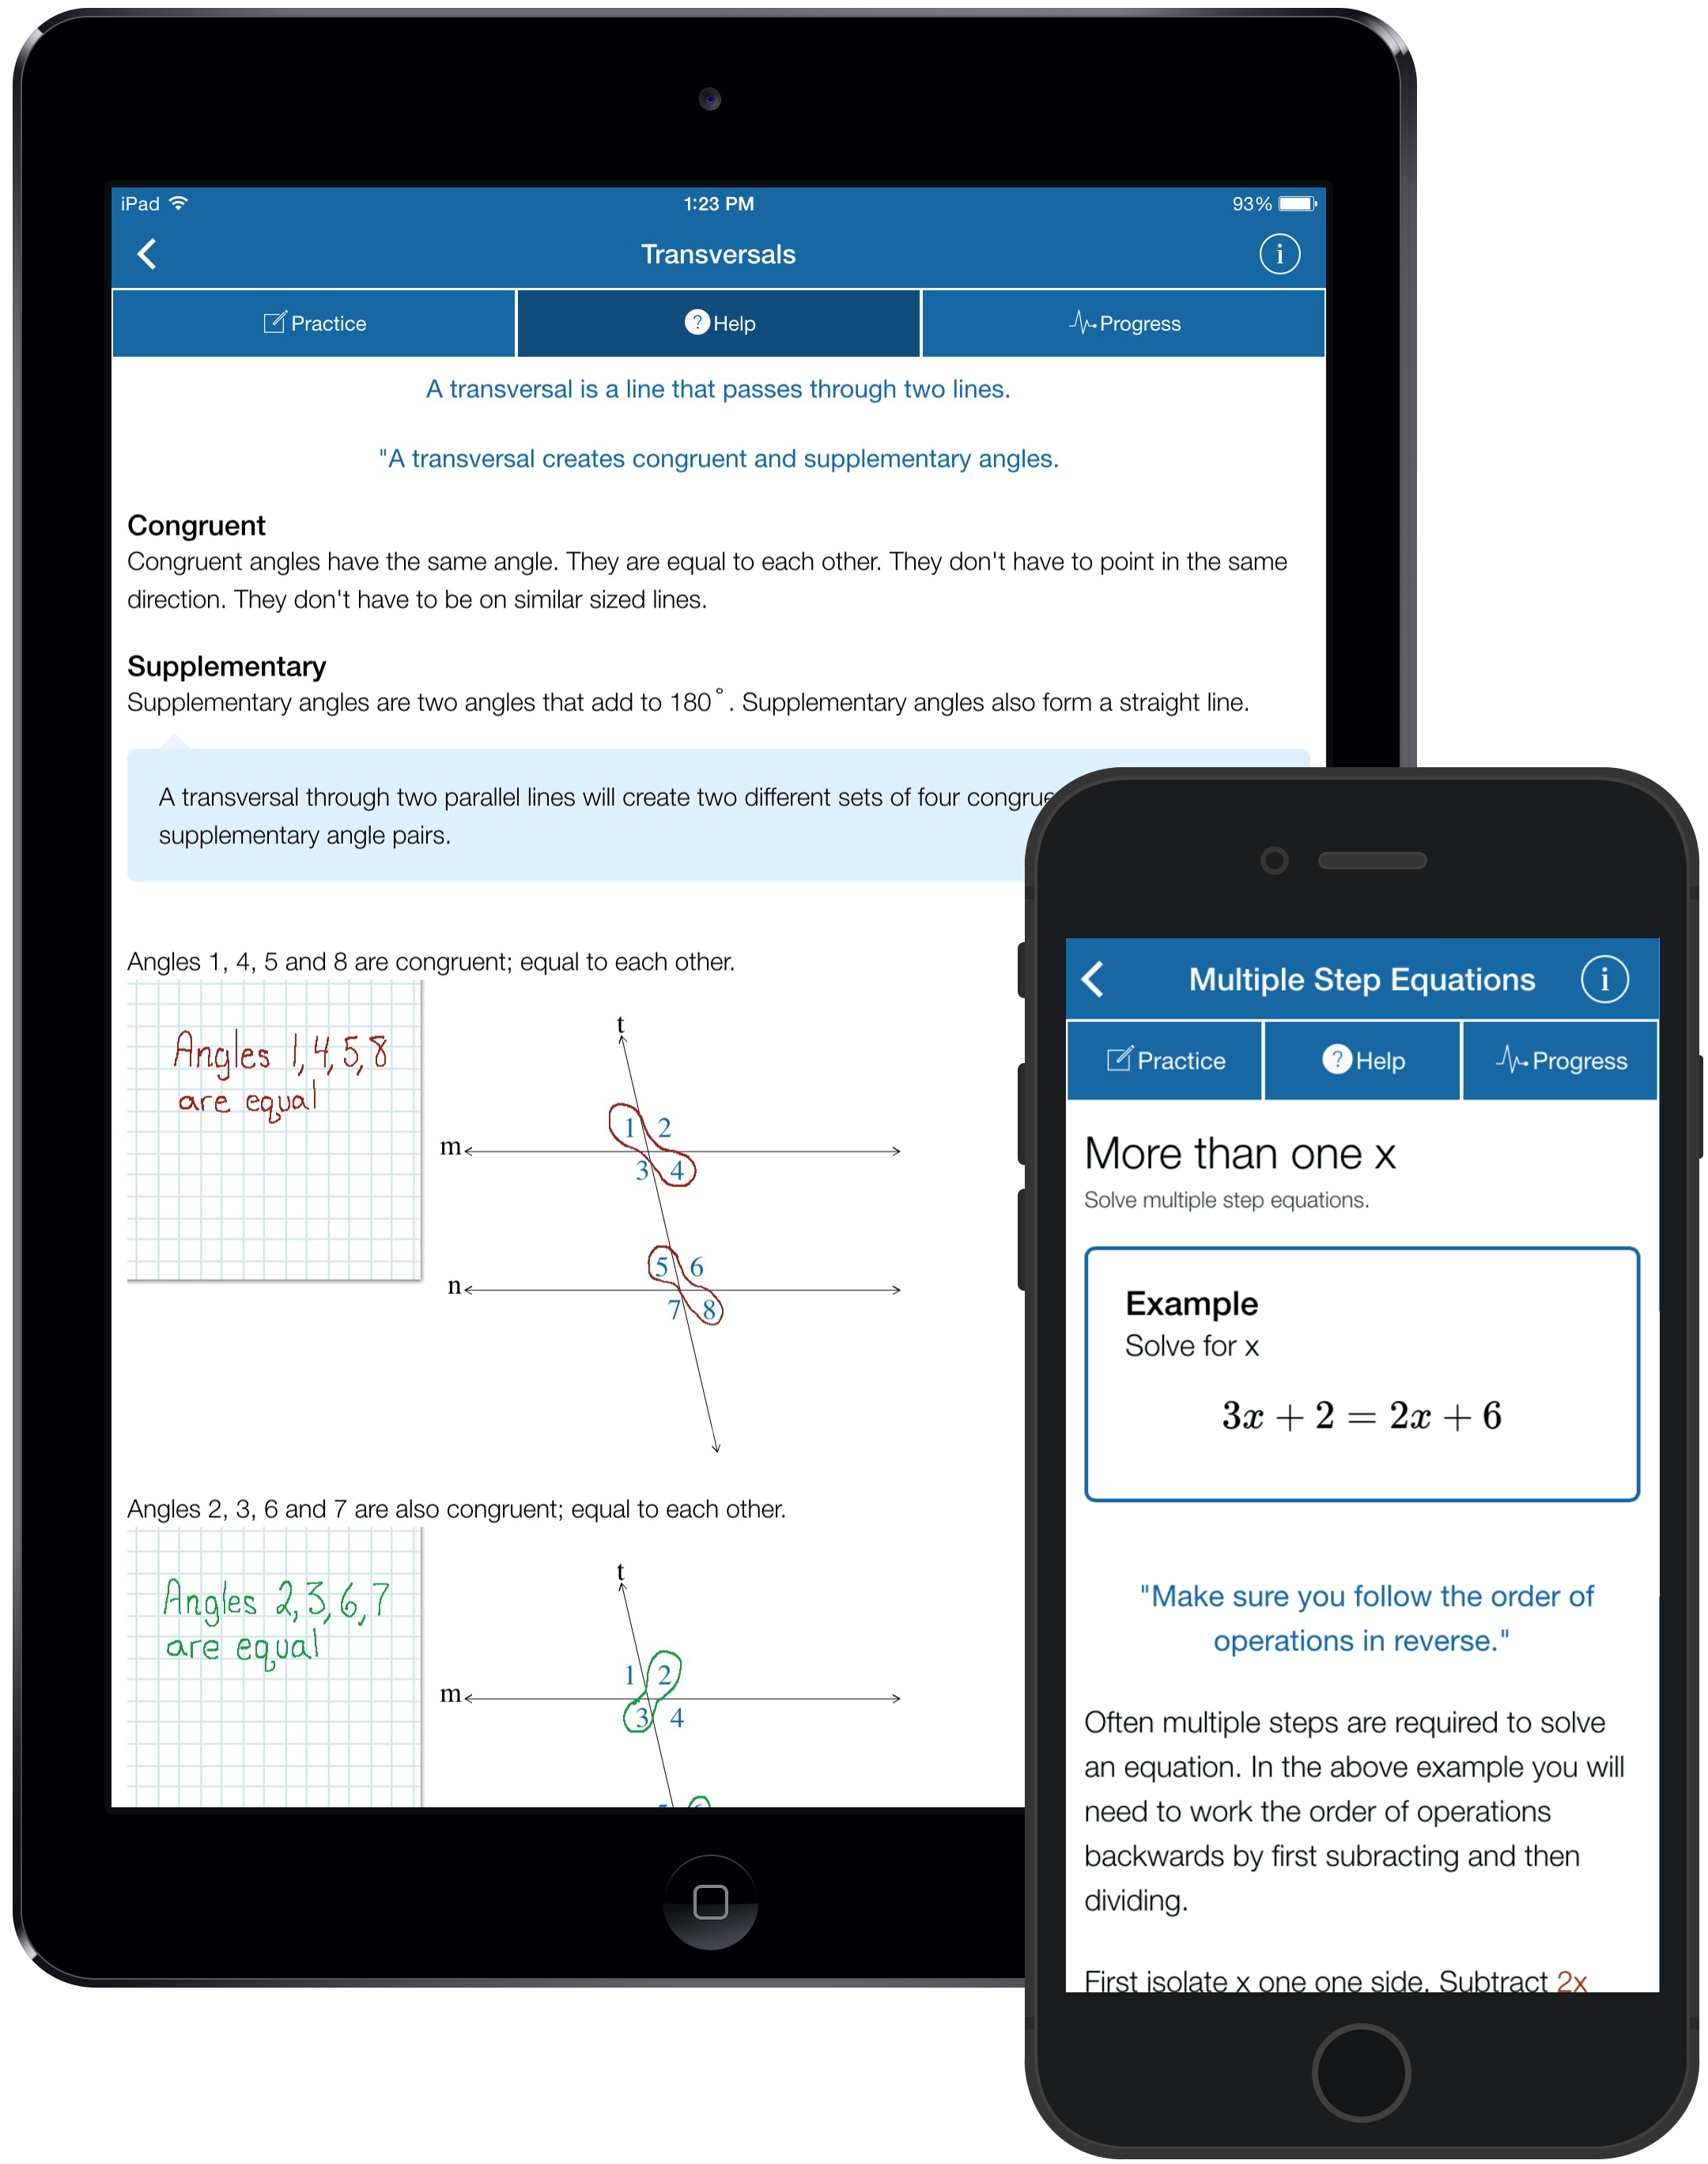 iPad
1:23 PM
93%
Transversals
i
Practice
? Help
Progress
A transversal is a line that passes through two lines.
"A transversal creates congruent and supplementary angles.
Congruent
Congruent angles have the same angle. They are equal to each other. They don't have to point in the same
direction. They don't have to be on similar sized lines.
Supplementary
Supplementary angles are two angles that add to 180°. Supplementary angles also form a straight line.
A transversal through two parallel lines will create two different sets of four
supplementary angle pairs.
Angles 1, 4, 5 and 8 are congruent; equal to each other.
Angles 1,4,5,8
are equal
t
1 2
m
3 4
5 6
n
7 8
Angles 2, 3, 6 and 7 are also congruent; equal to each other.
Angles 2,3,6,7
are equal
t
1 2
m
3 4
Multiple Step Equations
i
Practice
? Help
Progress
More than one x
Solve multiple step equations.
Example
Solve for x
3x + 2 = 2x + 6
"Make sure you follow the order of
operations in reverse."
Often multiple steps are required to solve
an equation. In the above example you will
need to work the order of operations
backwards by first subracting and then
dividing.
First isolate x one one side. Subtract 2x